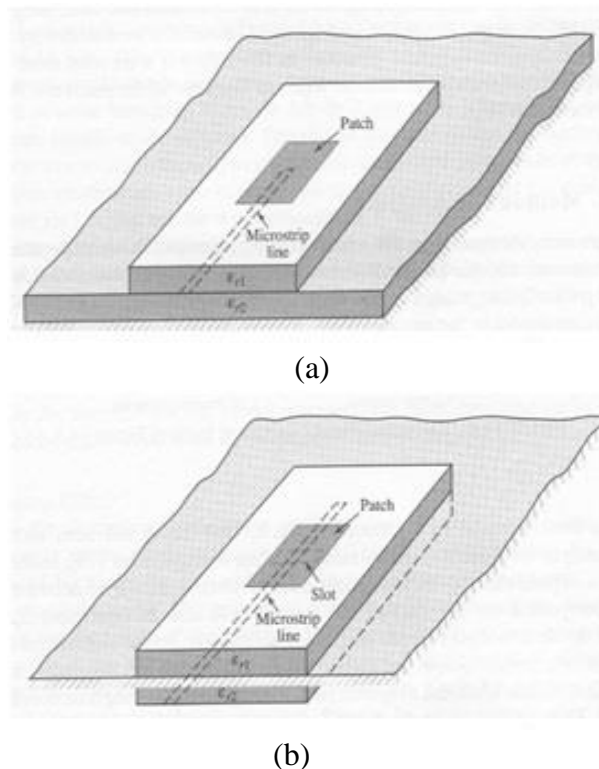 Patch
Microstrip
line
εr1
εr2
(a)
Patch
Slot
Microstrip
line
εr1
εr2
(b)